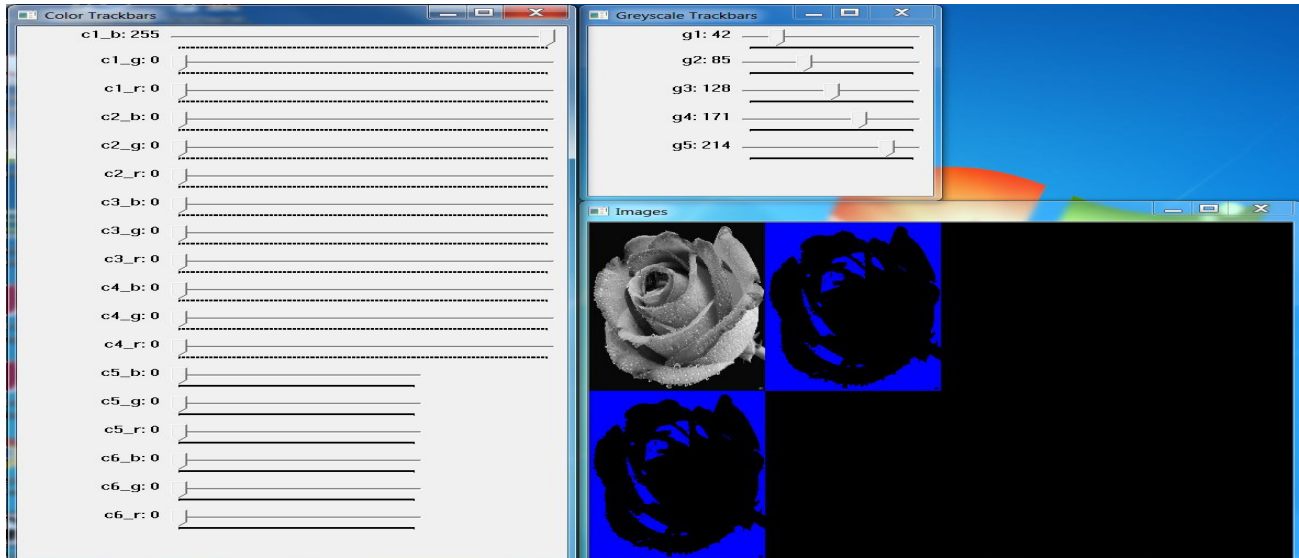 Color Trackbars
c1_b: 255
c1_g: 0
c1_r: 0
c2_b: 0
c2_g: 0
c2_r: 0
c3_b: 0
c3_g: 0
c3_r: 0
c4_b: 0
c4_g: 0
c4_r: 0
c5_b: 0
c5_g: 0
c5_r: 0
c6_b: 0
c6_g: 0
c6_r: 0
Greyscale Trackbars
g1: 42
g2: 85
g3: 128
g4: 171
g5: 214
Images